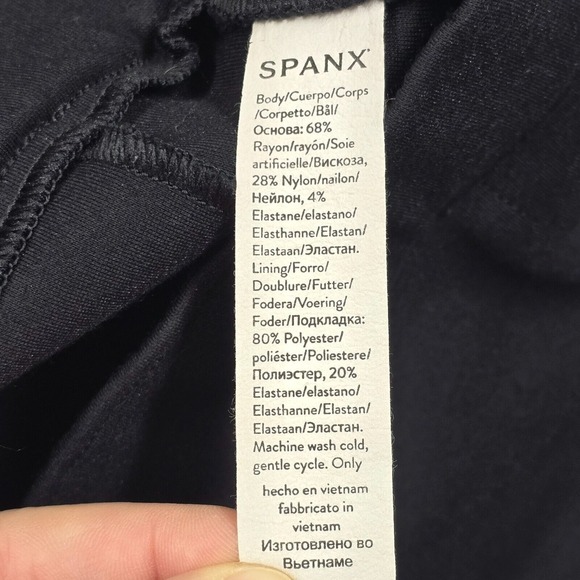 SPANX
Body/Cuerpo/Corps
/Corpetto/Bål/
Основа: 68%
Rayon/rayón/Soie
artificielle/Вискоза,
28% Nylon/nailon/
Нейлон, 4%
Elastane/elastano/
Elasthanne/Elastan/
Elastaan/Эластан.
Lining/Forro/
Doublure/Futter/
Fodera/Voering/
Foder/Подкладка:
80% Polyester/
poliéster/Poliestere/
Полиэстер, 20%
Elastane/elastano/
Elasthanne/Elastan/
Elastaan/Эластан.
Machine wash cold,
gentle cycle. Only
hecho en vietnam
fabbricato in
vietnam
Изготовлено во
Вьетнаме